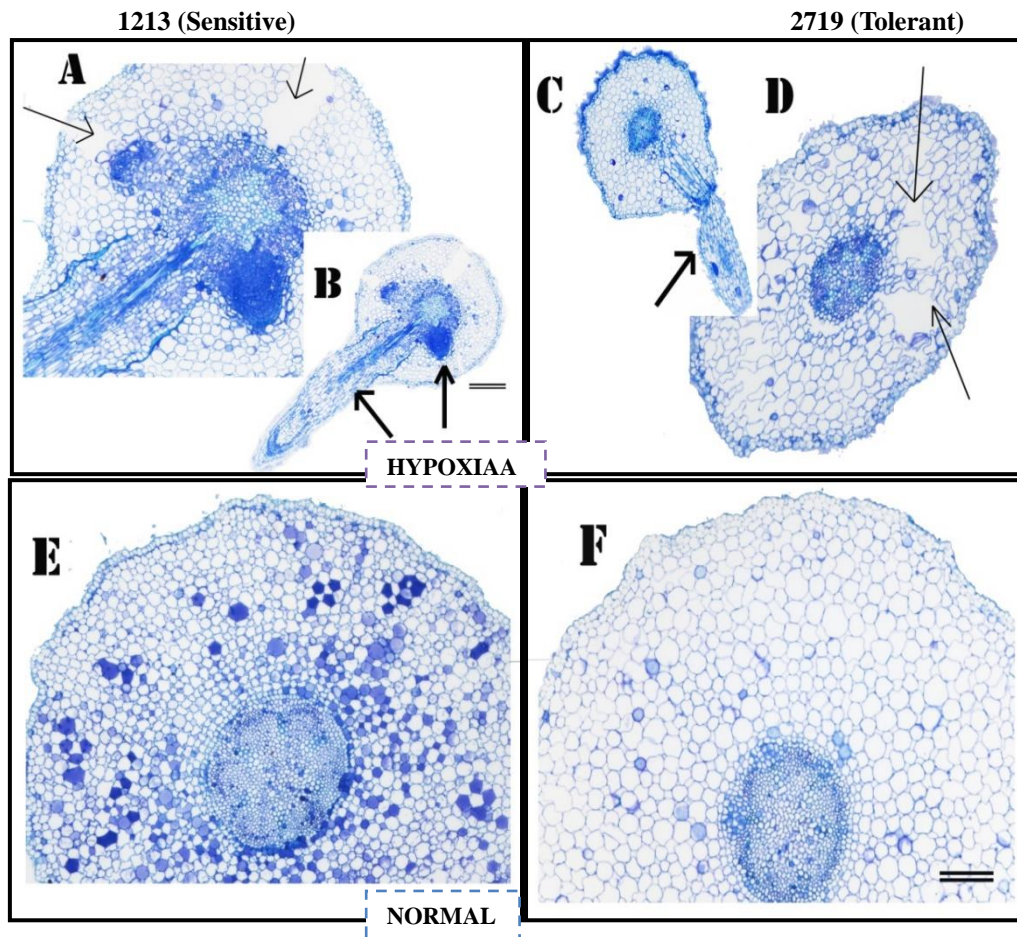 1213 (Sensitive)
2719 (Tolerant)
A
B
C
D
HYPOXIAA
E
F
NORMAL